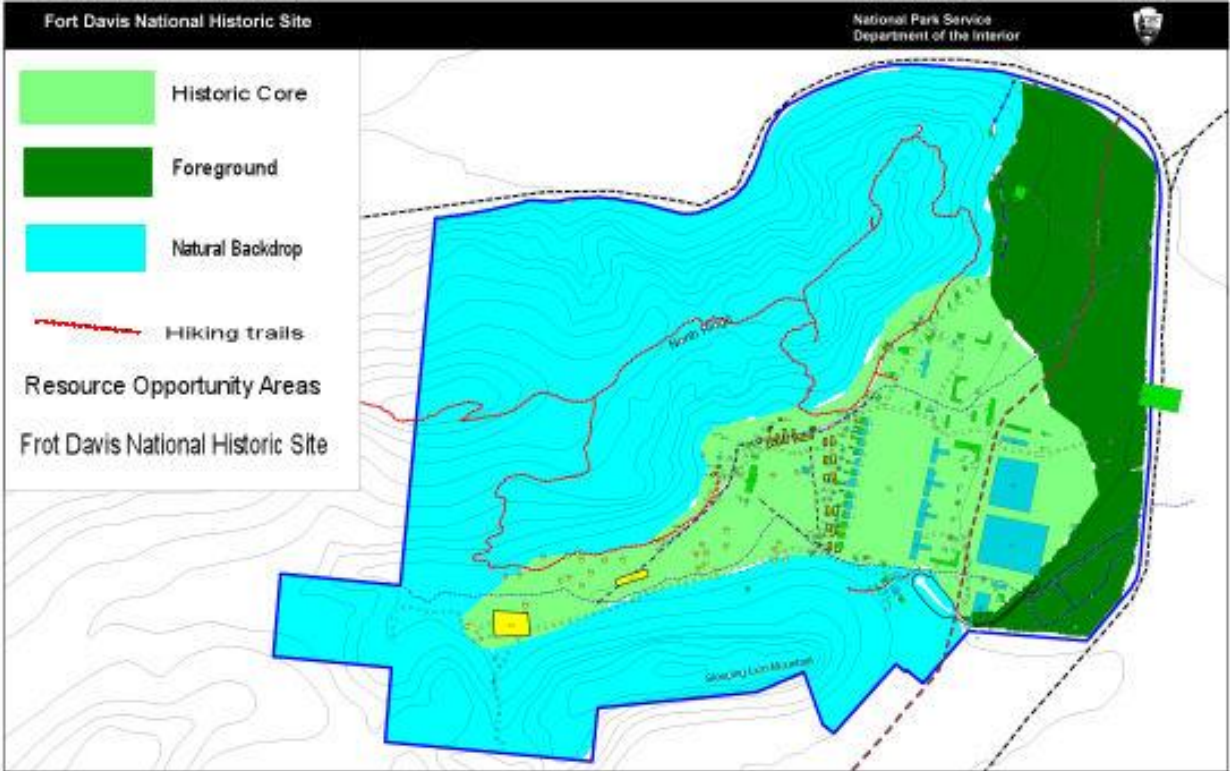 Fort Davis National Historic Site
National Park Service
Department of the Interior
Historic Core
Foreground
Natural Backdrop
Hiking trails
Resource Opportunity Areas
Frot Davis National Historic Site
North Ridge
Sleeping Lion Mountain